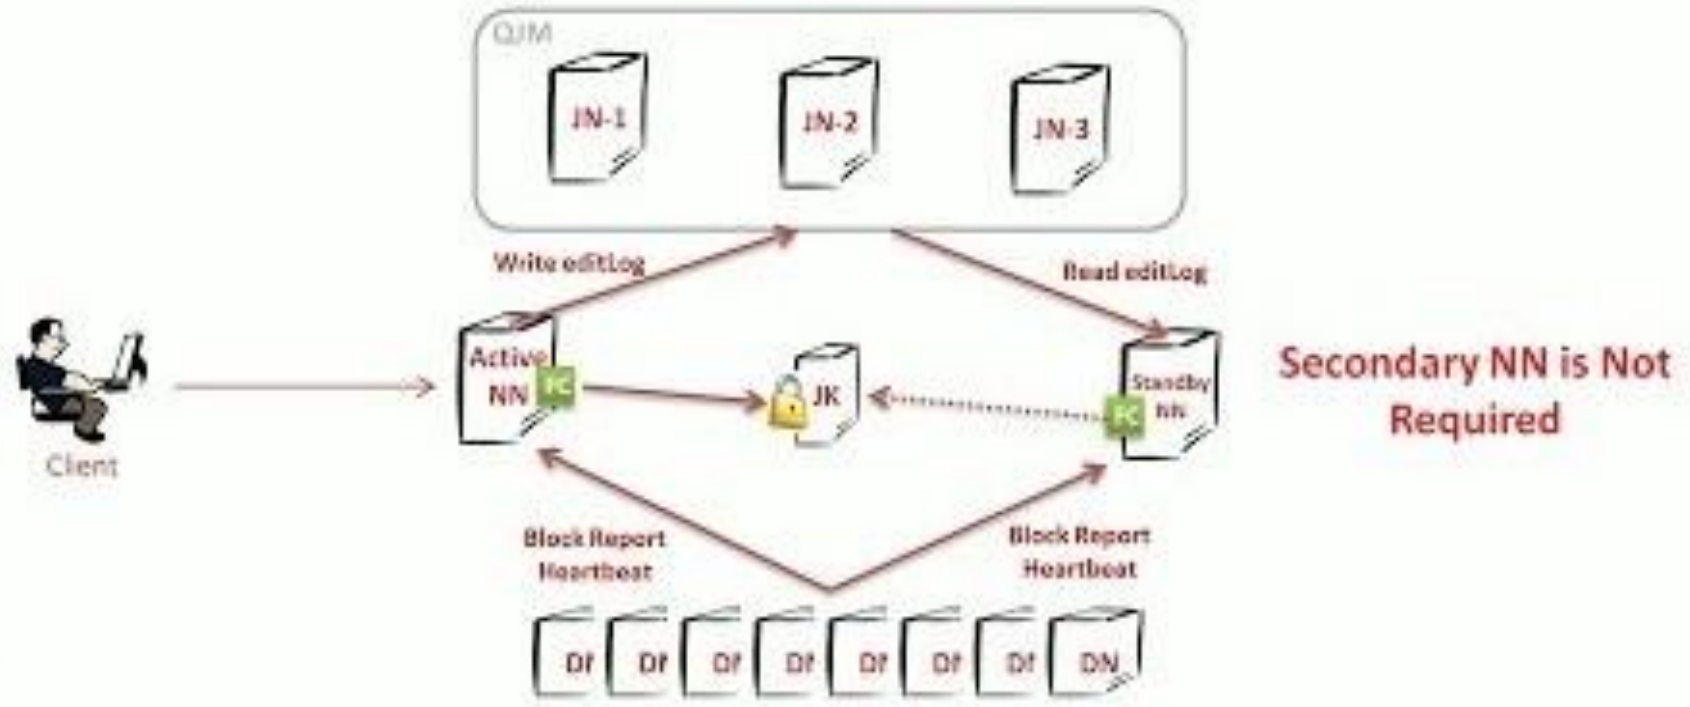 QJM
JN-1
JN-2
JN-3
Write editLog
Read editLog
Active
NN
FC
JK
FC
Standby
NN
Secondary NN is Not
Required
Client
Block Report
Heartbeat
Block Report
Heartbeat
DN